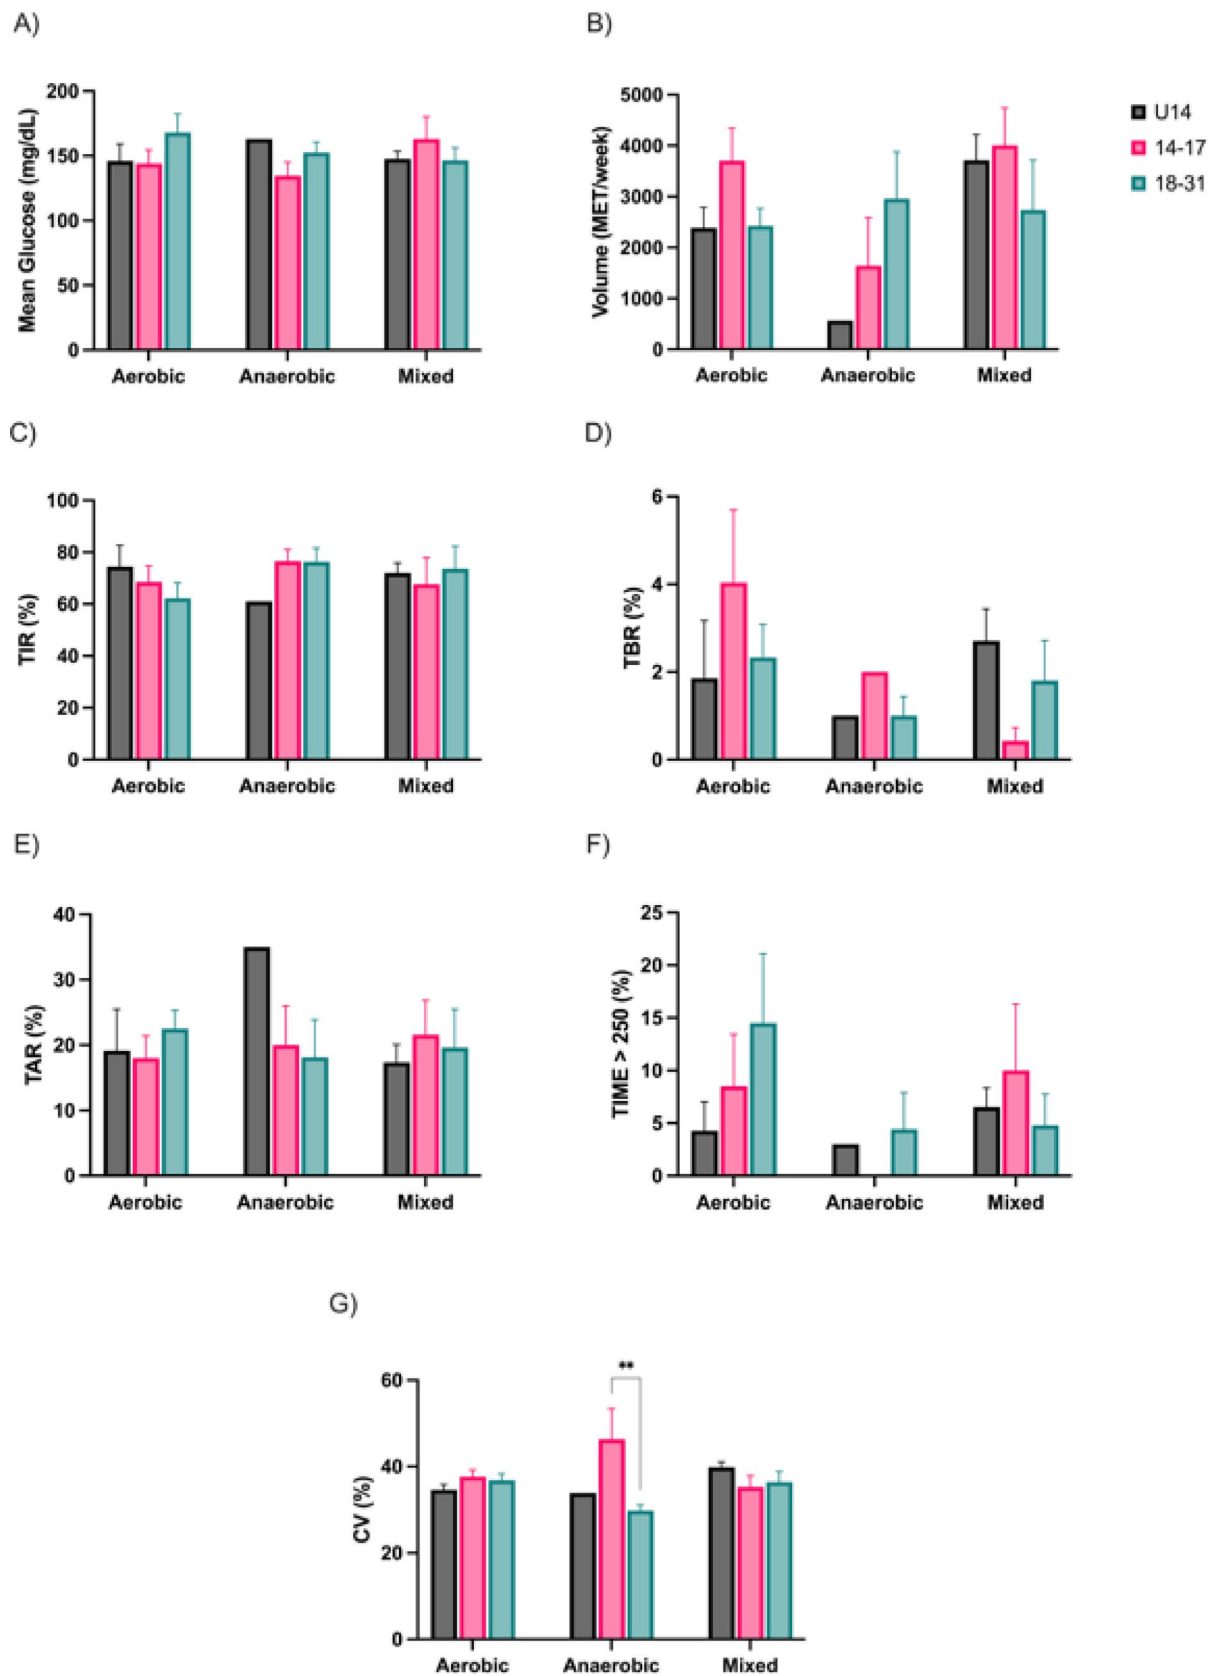 A)
Mean Glucose (mg/dL)
200
150
100
50
0
Aerobic Anaerobic Mixed
B)
Volume (MET/week)
5000
4000
3000
2000
1000
0
Aerobic Anaerobic Mixed
U14
14-17
18-31
C)
TIR (%)
100
80
60
40
20
0
Aerobic Anaerobic Mixed
D)
TBR (%)
6
4
2
0
Aerobic Anaerobic Mixed
E)
TAR (%)
40
30
20
10
0
Aerobic Anaerobic Mixed
F)
TIME > 250 (%)
25
20
15
10
5
0
Aerobic Anaerobic Mixed
G)
CV (%)
60
40
20
0
**
Aerobic Anaerobic Mixed